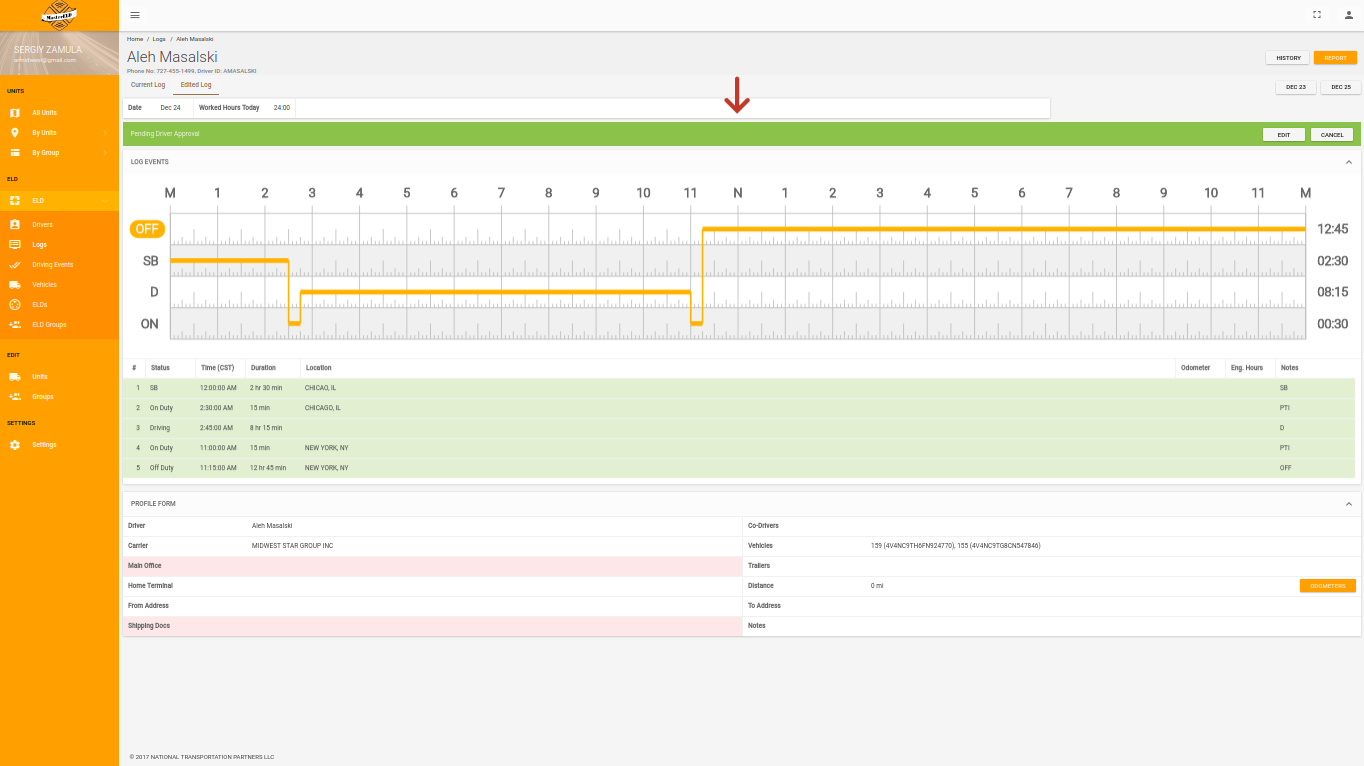 MasterELD
SERGIY ZAMULA
Home / Logs / Aleh Masalski
Aleh Masalski
Phone No: 727-455-1499, Driver ID: AMASALSKI
HISTORY REPORT
Current Log Edited Log
DEC 23 DEC 25
Date Dec 24 Worked Hours Today 24:00
Pending Driver Approval EDIT CANCEL
UNITS
All Units
By Units
By Group
ELD
ELD
Drivers
Logs
Driving Events
Vehicles
ELDs
ELD Groups
EDIT
Units
Groups
SETTINGS
Settings
LOG EVENTS
M 1 2 3 4 5 6 7 8 9 10 11 N 1 2 3 4 5 6 7 8 9 10 11 M
OFF 12:45
SB 02:30
D 08:15
ON 00:30
# Status Time (CST) Duration Location Odometer Eng. Hours Notes
1 SB 12:00:00 AM 2 hr 30 min CHICAO, IL SB
2 On Duty 2:30:00 AM 15 min CHICAGO, IL PTI
3 Driving 2:45:00 AM 8 hr 15 min D
4 On Duty 11:00:00 AM 15 min NEW YORK, NY PTI
5 Off Duty 11:15:00 AM 12 hr 45 min NEW YORK, NY OFF
PROFILE FORM
Driver Aleh Masalski Co-Drivers
Carrier MIDWEST STAR GROUP INC Vehicles 159 (4V4NC9TH6FN924770), 155 (4V4NC9TG8CN547846)
Main Office Trailers
Home Terminal Distance 0 mi ODOMETERS
From Address To Address
Shipping Docs Notes
© 2017 NATIONAL TRANSPORTATION PARTNERS LLC